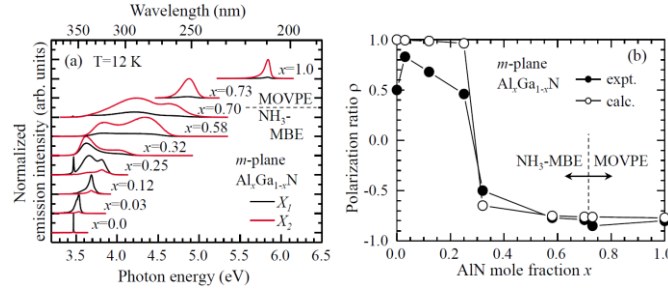 Wavelength (nm)
350 300 250 210
(a) T=12 K
x=1.0
x=0.73
MOVPE
x=0.70
NH₃-
MBE
x=0.58
x=0.32
x=0.25
x=0.12
x=0.03
x=0.0
m-plane
AlₓGa₁₋ₓN
X₁
X₂
Normalized
emission intensity (arb. units)
3.5 4.0 4.5 5.0 5.5 6.0 6.5
Photon energy (eV)
(b)
m-plane
AlₓGa₁₋ₓN
expt.
calc.
NH₃-MBE MOVPE
Polarization ratio ρ
1.0
0.5
0.0
-0.5
-1.0
0.0 0.2 0.4 0.6 0.8 1.0
AlN mole fraction x